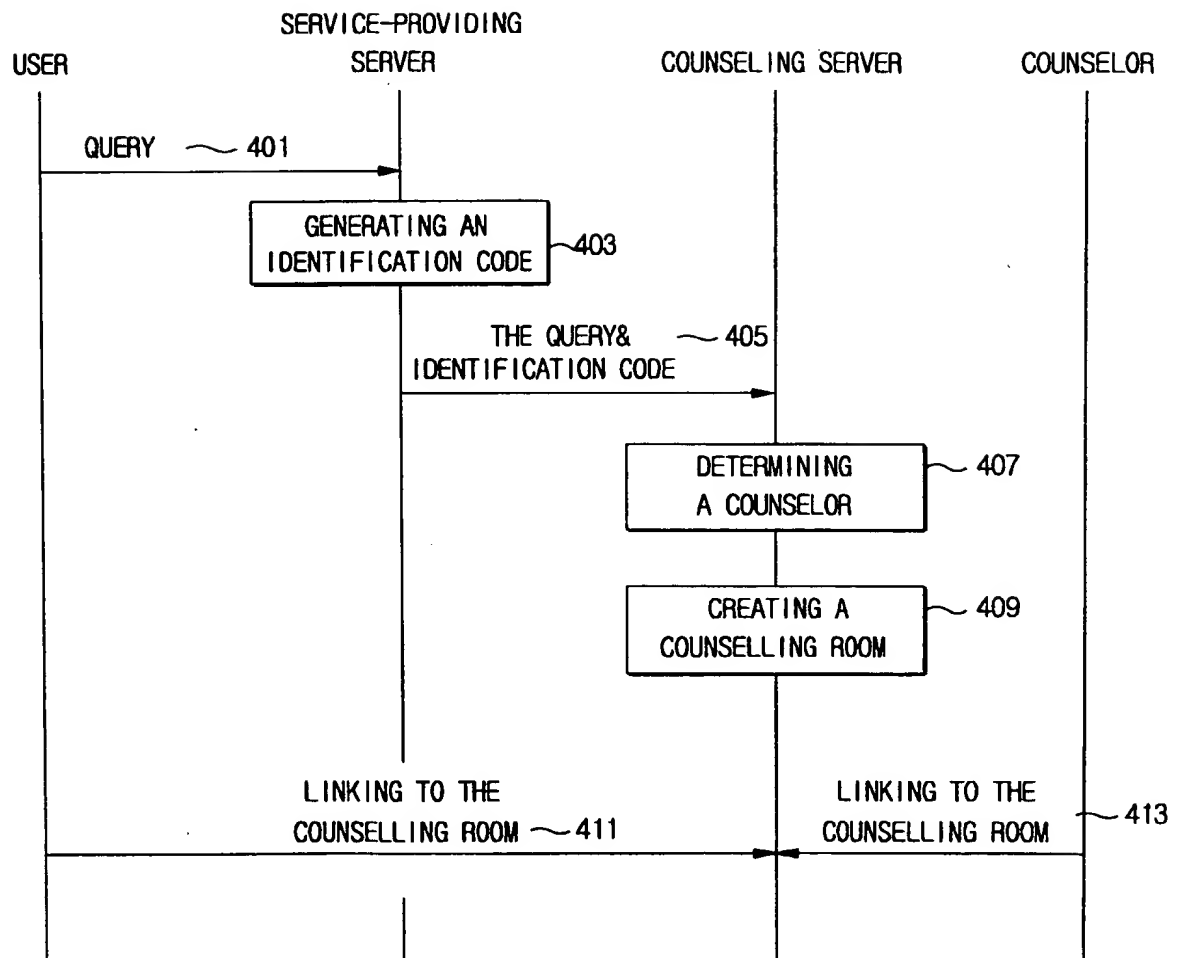 SERVICE-PROVIDING
USER SERVER COUNSELING SERVER COUNSELOR
QUERY 401
GENERATING AN
IDENTIFICATION CODE 403
THE QUERY& 405
IDENTIFICATION CODE
DETERMINING 407
A COUNSELOR
CREATING A 409
COUNSELLING ROOM
LINKING TO THE LINKING TO THE
COUNSELLING ROOM 411 COUNSELLING ROOM 413